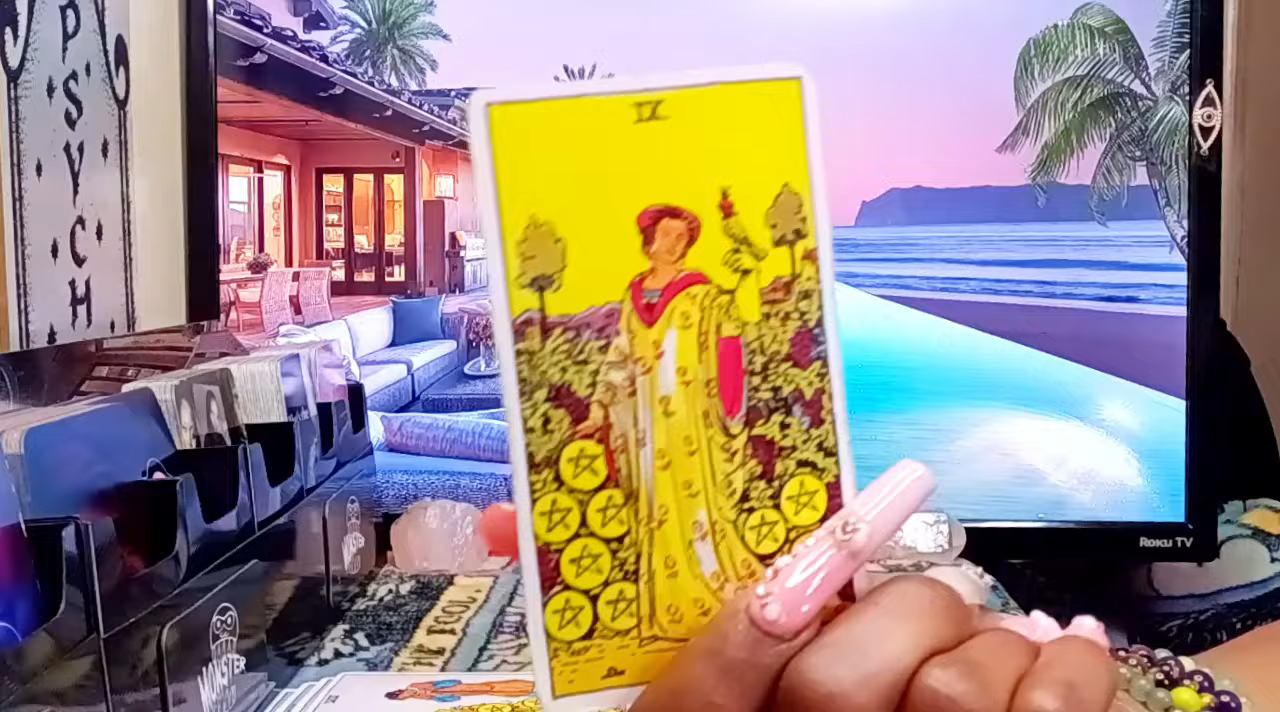 PSYCH
IX
Roku TV
MONSTER
MONSTER
THE FOOL